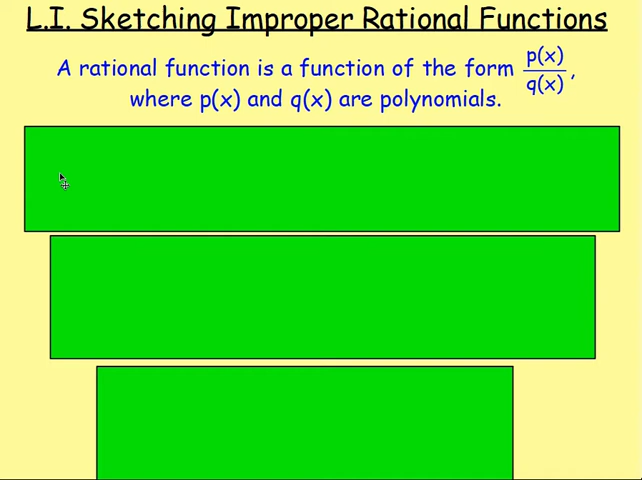 L.I. Sketching Improper Rational Functions
A rational function is a function of the form p(x)/q(x),
where p(x) and q(x) are polynomials.